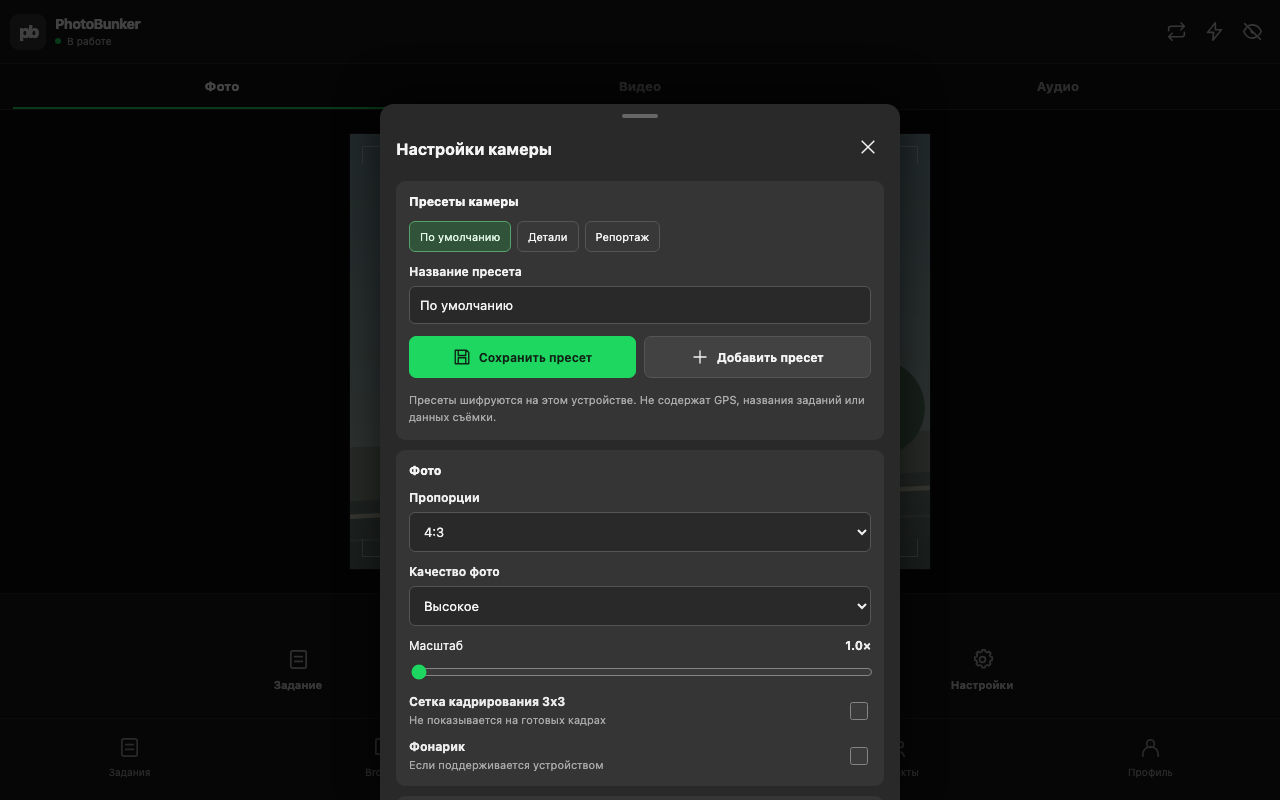 pb
PhotoBunker
В работе
Фото
Видео
Аудио
Настройки камеры
Пресеты камеры
По умолчанию
Детали
Репортаж
Название пресета
По умолчанию
Сохранить пресет
Добавить пресет
Пресеты шифруются на этом устройстве. Не содержат GPS, названия заданий или
данных съёмки.
Фото
Пропорции
4:3
Качество фото
Высокое
Масштаб
1.0×
Сетка кадрирования 3х3
Не показывается на готовых кадрах
Фонарик
Если поддерживается устройством
Задание
Настройки
Задания
Профиль